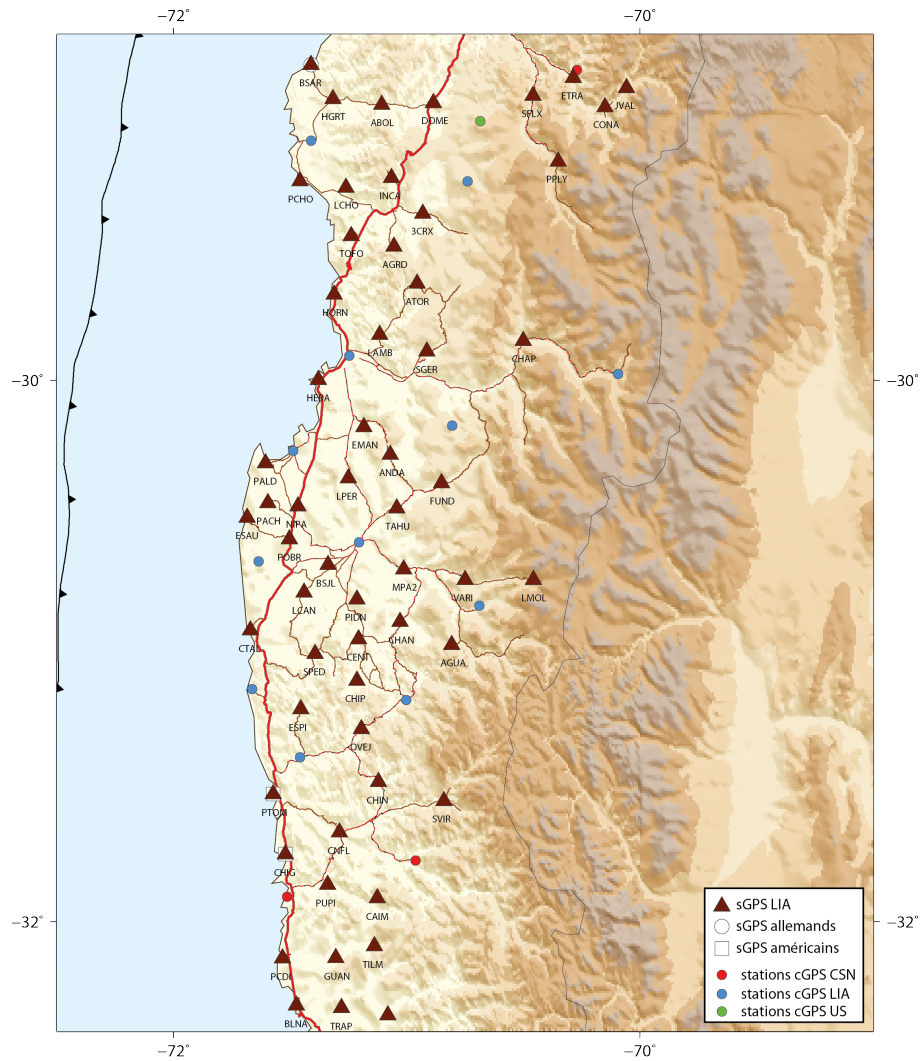 −72°
−70°
BSAR
HGRT
ABOL
DOME
SFLX
ETRA
JVAL
CONA
PPLY
PCHO
LCHO
INCA
3CRX
TOFO
AGRD
ATOR
HORN
LAMB
SGER
CHAP
−30°
−30°
HERA
EMAN
ANDA
PALD
LPER
FUND
PACH
NIPA
TAHU
ESAU
POBR
BSJL
MPA2
VARI
LMOL
LCAN
PIDN
CHAN
CTAL
CENT
SPED
AGUA
CHIP
ESPI
OVEJ
CHIN
PTOM
SVIR
CNFL
CHIG
PUPI
CAIM
−32°
−32°
TILM
PCDI
GUAN
BLNA
TRAP
sGPS LIA
sGPS allemands
sGPS américains
stations cGPS CSN
stations cGPS LIA
stations cGPS US
−72°
−70°